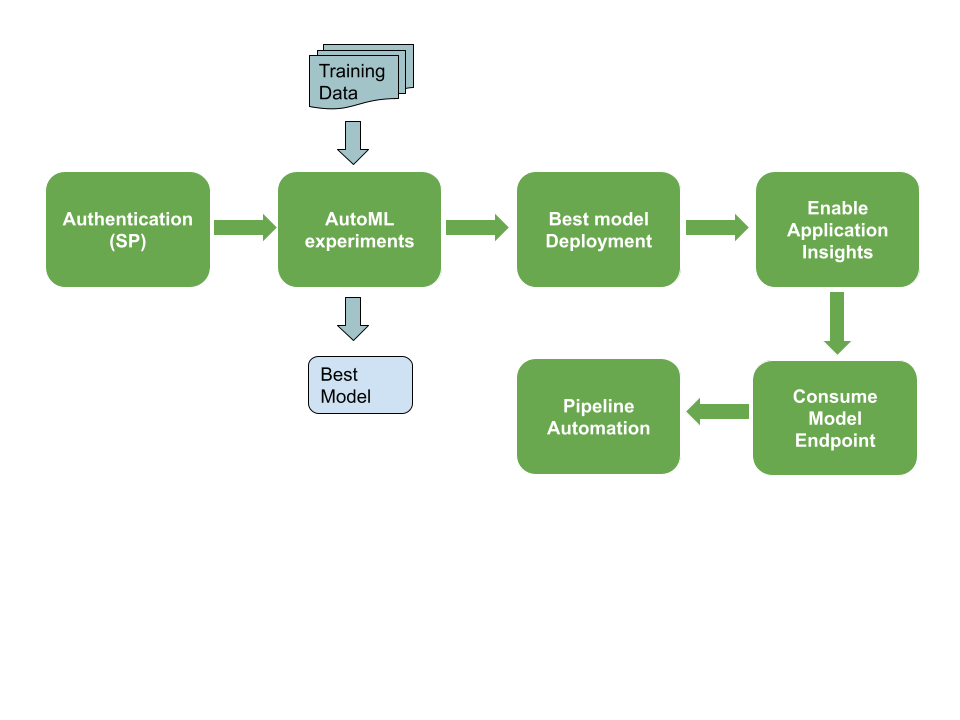 Training
Data
Authentication
(SP)
AutoML
experiments
Best model
Deployment
Enable
Application
Insights
Best
Model
Pipeline
Automation
Consume
Model
Endpoint